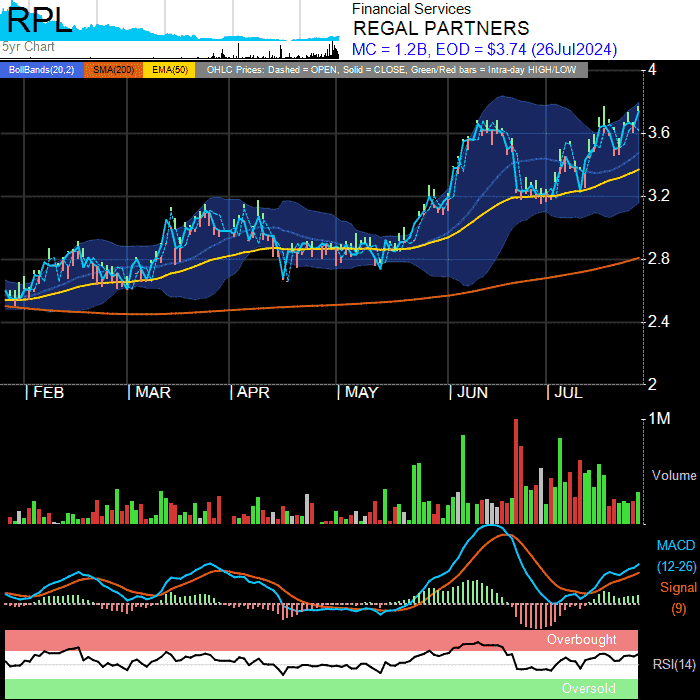 RPL
5yr Chart
Financial Services
REGAL PARTNERS
MC = 1.2B, EOD = $3.74 (26Jul2024)
BollBands(20,2) SMA(200) EMA(50) OHLC Prices: Dashed = OPEN, Solid = CLOSE, Green/Red bars = Intra-day HIGH/LOW
4
3.6
3.2
2.8
2.4
2
FEB MAR APR MAY JUN JUL
1M
Volume
MACD
(12-26)
Signal
(9)
Overbought
RSI(14)
Oversold